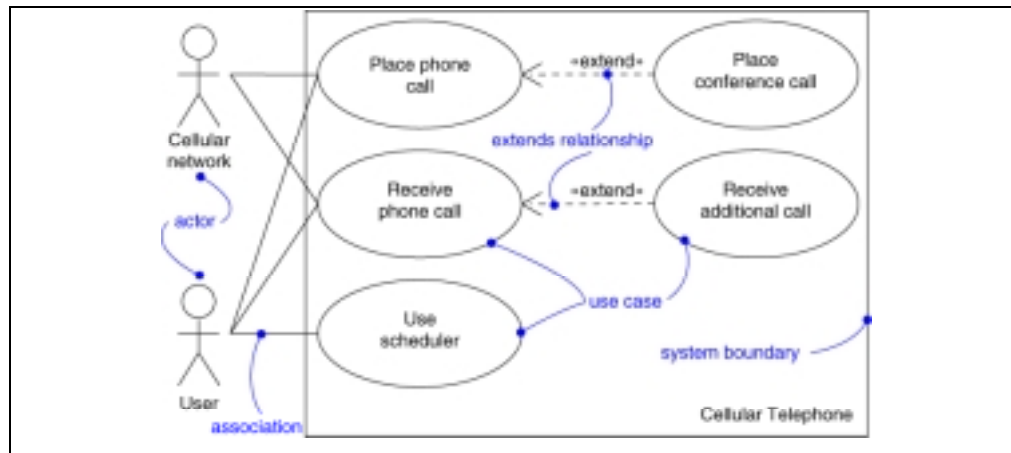 Place phone
call
«extend»
Place
conference call
Cellular
network
extends relationship
Receive
phone call
«extend»
Receive
additional call
actor
use case
Use
scheduler
system boundary
User
association
Cellular Telephone